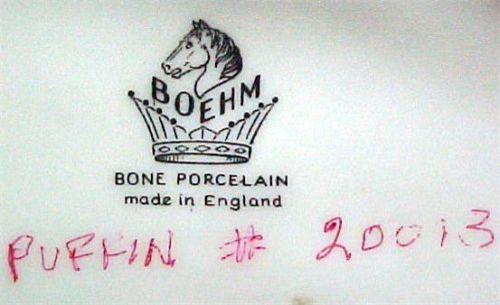 BOEHM
BONE PORCELAIN
made in England
PUFFIN # 20013